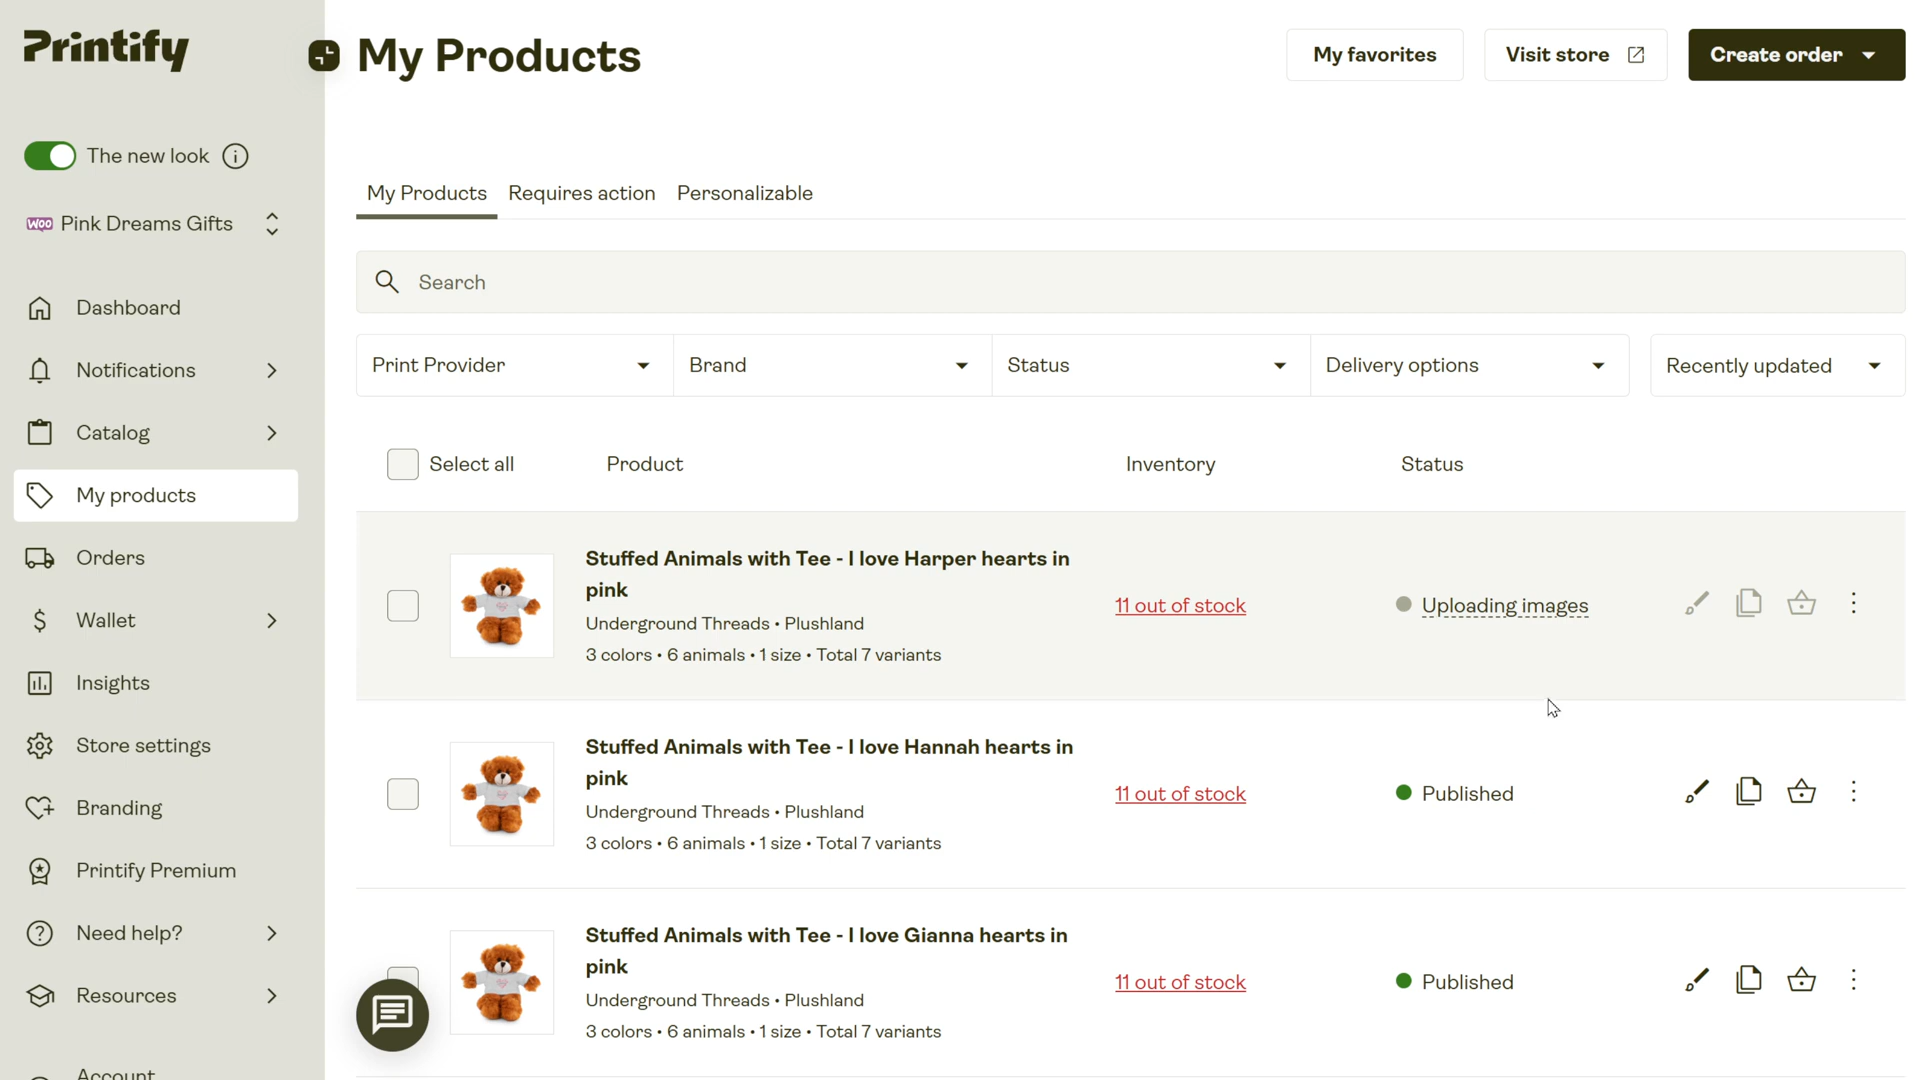 Printify
My Products
My favorites
Visit store
Create order
The new look
Woo Pink Dreams Gifts
Dashboard
Notifications
Catalog
My products
Orders
Wallet
Insights
Store settings
Branding
Printify Premium
Need help?
Resources
Account
My Products Requires action Personalizable
Search
Print Provider
Brand
Status
Delivery options
Recently updated
Select all Product Inventory Status
Stuffed Animals with Tee - I love Harper hearts in
pink
Underground Threads • Plushland
3 colors • 6 animals • 1 size • Total 7 variants
11 out of stock
Uploading images
Stuffed Animals with Tee - I love Hannah hearts in
pink
Underground Threads • Plushland
3 colors • 6 animals • 1 size • Total 7 variants
11 out of stock
Published
Stuffed Animals with Tee - I love Gianna hearts in
pink
Underground Threads • Plushland
3 colors • 6 animals • 1 size • Total 7 variants
11 out of stock
Published